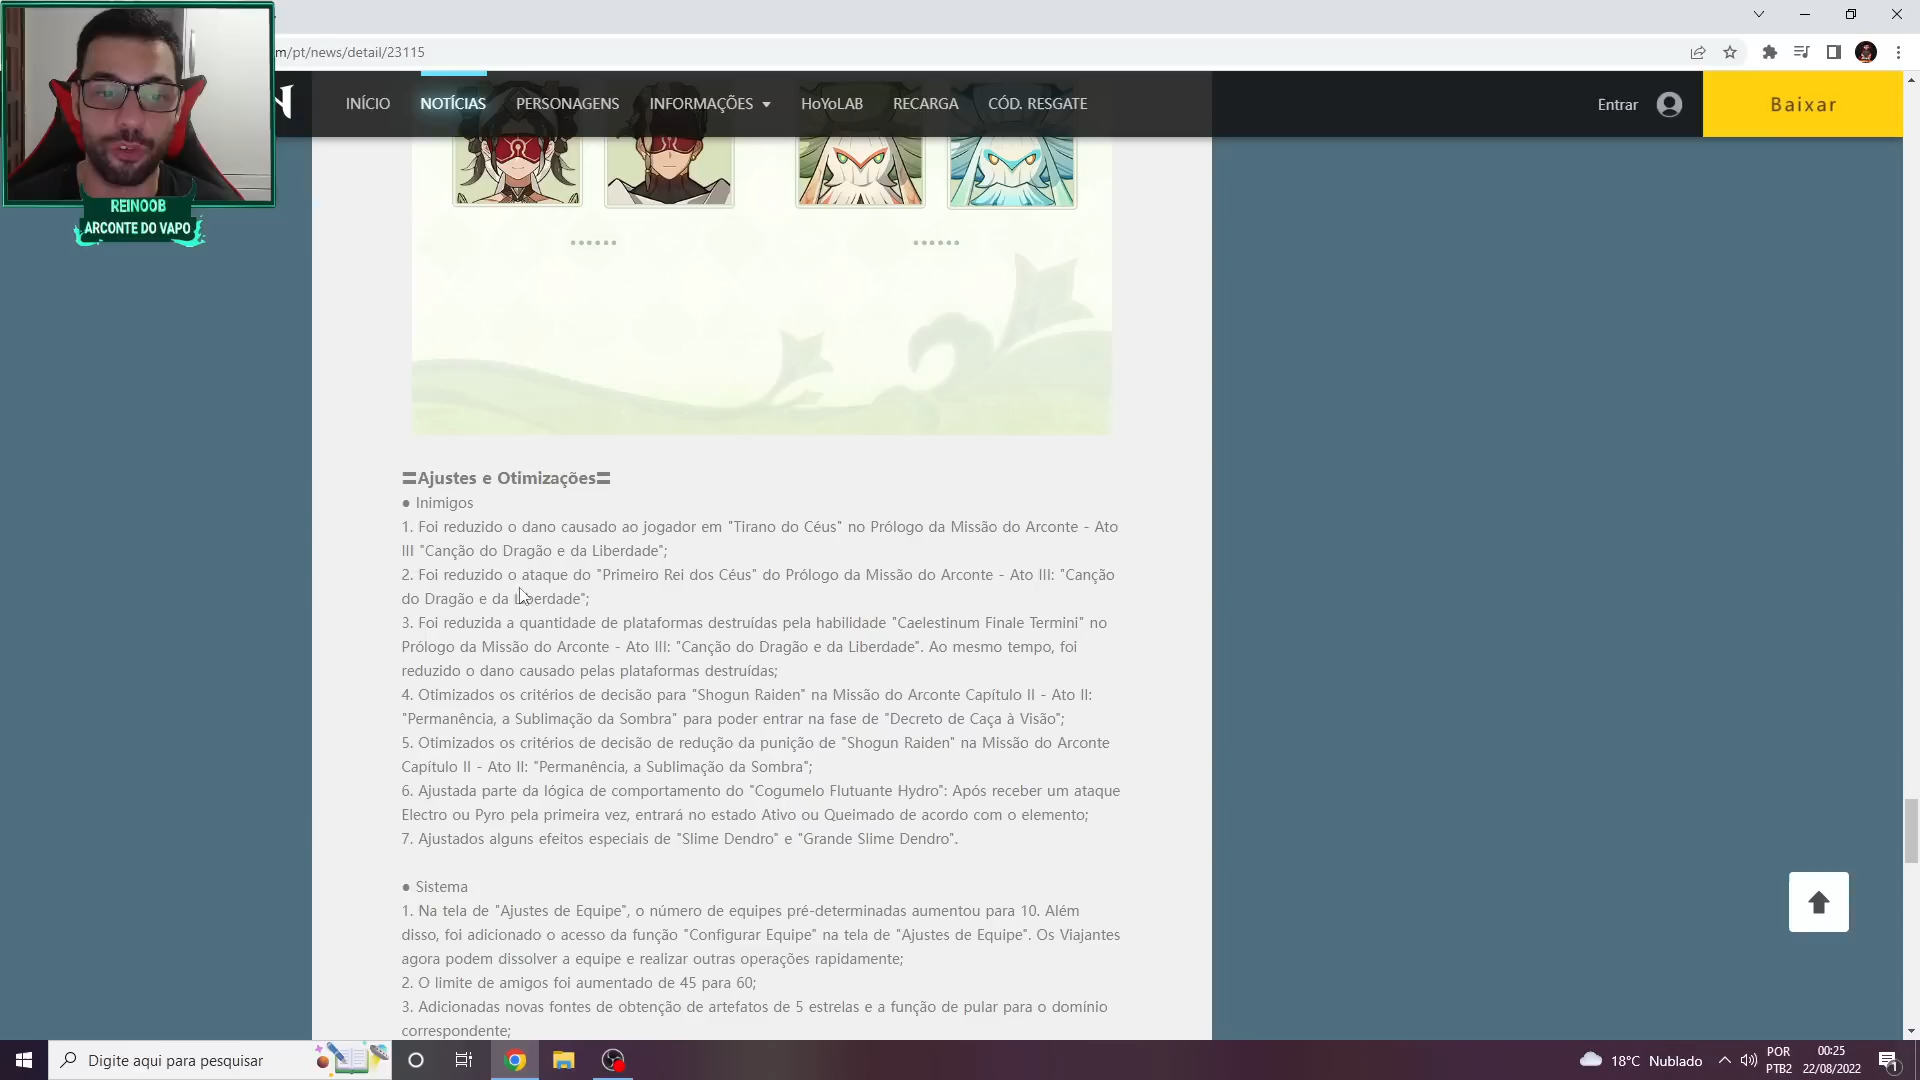 m/pt/news/detail/23115
N
INÍCIO
NOTÍCIAS
PERSONAGENS
INFORMAÇÕES
HoYoLAB
RECARGA
CÓD. RESGATE
Entrar
Baixar
REINOOB
ARCONTE DO VAPO
〓Ajustes e Otimizações〓
● Inimigos
1. Foi reduzido o dano causado ao jogador em "Tirano do Céus" no Prólogo da Missão do Arconte - Ato
III "Canção do Dragão e da Liberdade";
2. Foi reduzido o ataque do "Primeiro Rei dos Céus" do Prólogo da Missão do Arconte - Ato III: "Canção
do Dragão e da Liberdade";
3. Foi reduzida a quantidade de plataformas destruídas pela habilidade "Caelestinum Finale Termini" no
Prólogo da Missão do Arconte - Ato III: "Canção do Dragão e da Liberdade". Ao mesmo tempo, foi
reduzido o dano causado pelas plataformas destruídas;
4. Otimizados os critérios de decisão para "Shogun Raiden" na Missão do Arconte Capítulo II - Ato II:
"Permanência, a Sublimação da Sombra" para poder entrar na fase de "Decreto de Caça à Visão";
5. Otimizados os critérios de decisão de redução da punição de "Shogun Raiden" na Missão do Arconte
Capítulo II - Ato II: "Permanência, a Sublimação da Sombra";
6. Ajustada parte da lógica de comportamento do "Cogumelo Flutuante Hydro": Após receber um ataque
Electro ou Pyro pela primeira vez, entrará no estado Ativo ou Queimado de acordo com o elemento;
7. Ajustados alguns efeitos especiais de "Slime Dendro" e "Grande Slime Dendro".
● Sistema
1. Na tela de "Ajustes de Equipe", o número de equipes pré-determinadas aumentou para 10. Além
disso, foi adicionado o acesso da função "Configurar Equipe" na tela de "Ajustes de Equipe". Os Viajantes
agora podem dissolver a equipe e realizar outras operações rapidamente;
2. O limite de amigos foi aumentado de 45 para 60;
3. Adicionadas novas fontes de obtenção de artefatos de 5 estrelas e a função de pular para o domínio
correspondente;
Digite aqui para pesquisar
18°C Nublado
POR
PTB2
00:25
22/08/2022
1